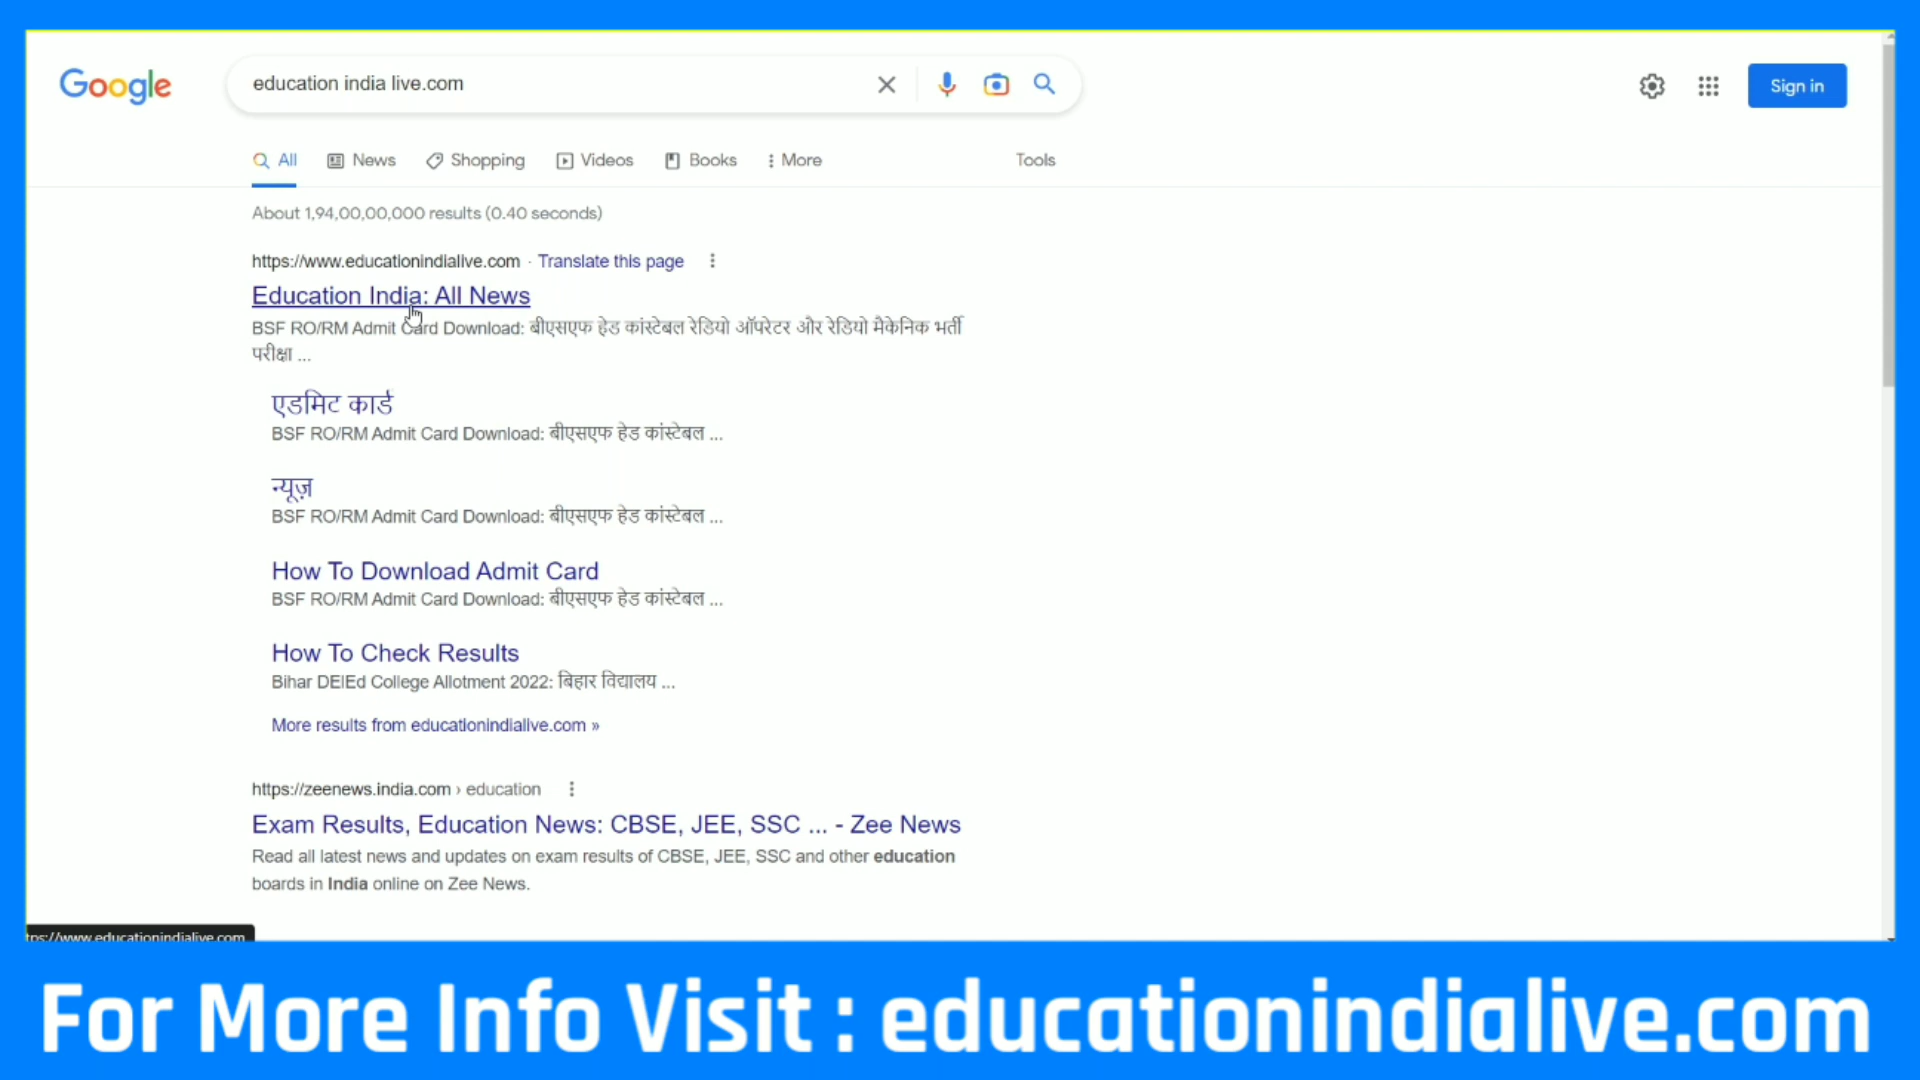 Google
education india live.com
Sign in
All News Shopping Videos Books More Tools
About 1,94,00,00,000 results (0.40 seconds)
https://www.educationindialive.com · Translate this page
Education India: All News
BSF RO/RM Admit Card Download: बीएसएफ हेड कांस्टेबल रेडियो ऑपरेटर और रेडियो मैकेनिक भर्ती
परीक्षा ...
एडमिट कार्ड
BSF RO/RM Admit Card Download: बीएसएफ हेड कांस्टेबल ...
न्यूज़
BSF RO/RM Admit Card Download: बीएसएफ हेड कांस्टेबल ...
How To Download Admit Card
BSF RO/RM Admit Card Download: बीएसएफ हेड कांस्टेबल ...
How To Check Results
Bihar DElEd College Allotment 2022: बिहार विद्यालय ...
More results from educationindialive.com »
https://zeenews.india.com › education
Exam Results, Education News: CBSE, JEE, SSC ... - Zee News
Read all latest news and updates on exam results of CBSE, JEE, SSC and other education
boards in India online on Zee News.
tps://www.educationindialive.com
For More Info Visit : educationindialive.com